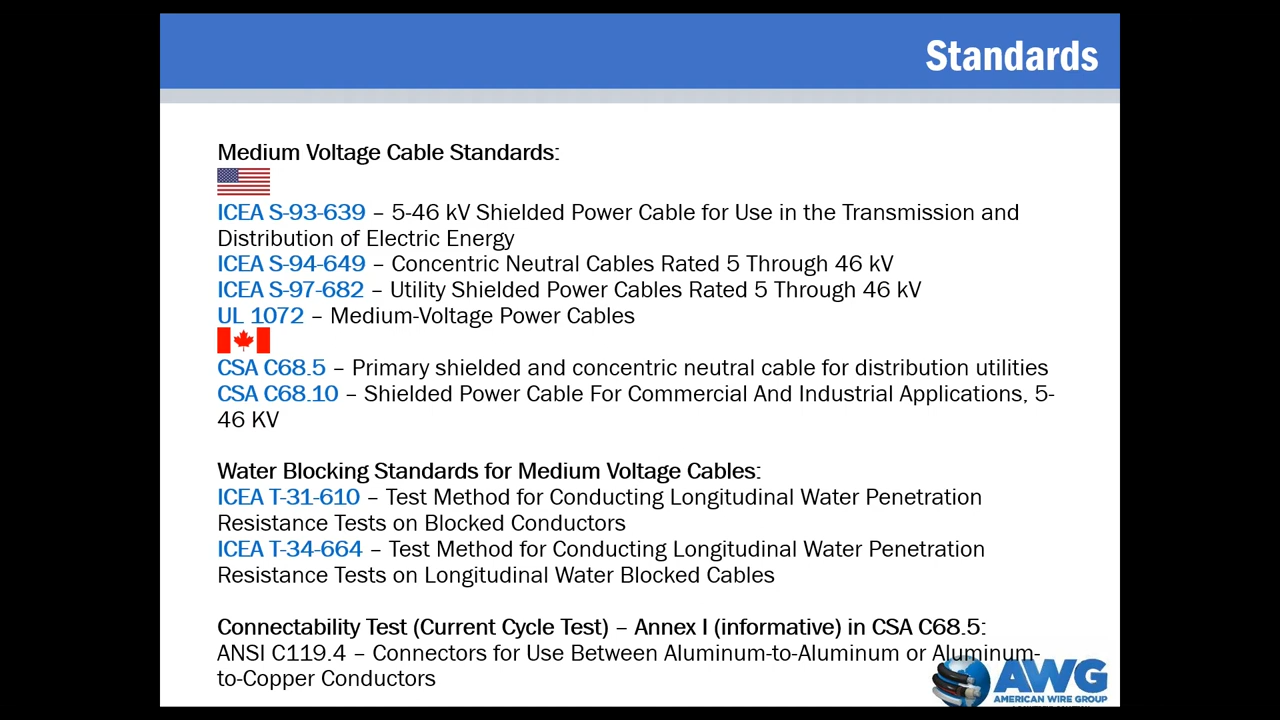 Standards
Medium Voltage Cable Standards:
ICEA S-93-639 – 5-46 kV Shielded Power Cable for Use in the Transmission and
Distribution of Electric Energy
ICEA S-94-649 – Concentric Neutral Cables Rated 5 Through 46 kV
ICEA S-97-682 – Utility Shielded Power Cables Rated 5 Through 46 kV
UL 1072 – Medium-Voltage Power Cables
CSA C68.5 – Primary shielded and concentric neutral cable for distribution utilities
CSA C68.10 – Shielded Power Cable For Commercial And Industrial Applications, 5-
46 KV
Water Blocking Standards for Medium Voltage Cables:
ICEA T-31-610 – Test Method for Conducting Longitudinal Water Penetration
Resistance Tests on Blocked Conductors
ICEA T-34-664 – Test Method for Conducting Longitudinal Water Penetration
Resistance Tests on Longitudinal Water Blocked Cables
Connectability Test (Current Cycle Test) – Annex I (informative) in CSA C68.5:
ANSI C119.4 – Connectors for Use Between Aluminum-to-Aluminum or Aluminum-
to-Copper Conductors
AWG
AMERICAN WIRE GROUP